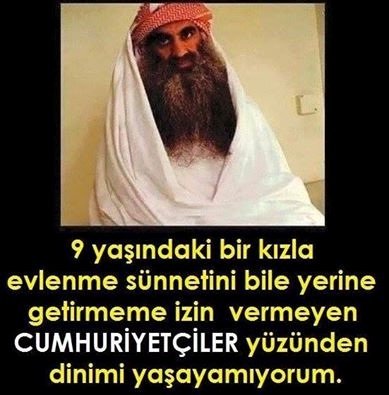 9 yaşındaki bir kızla
evlenme sünnetini bile yerine
getirmeme izin vermeyen
CUMHURİYETÇİLER yüzünden
dinimi yaşayamıyorum.